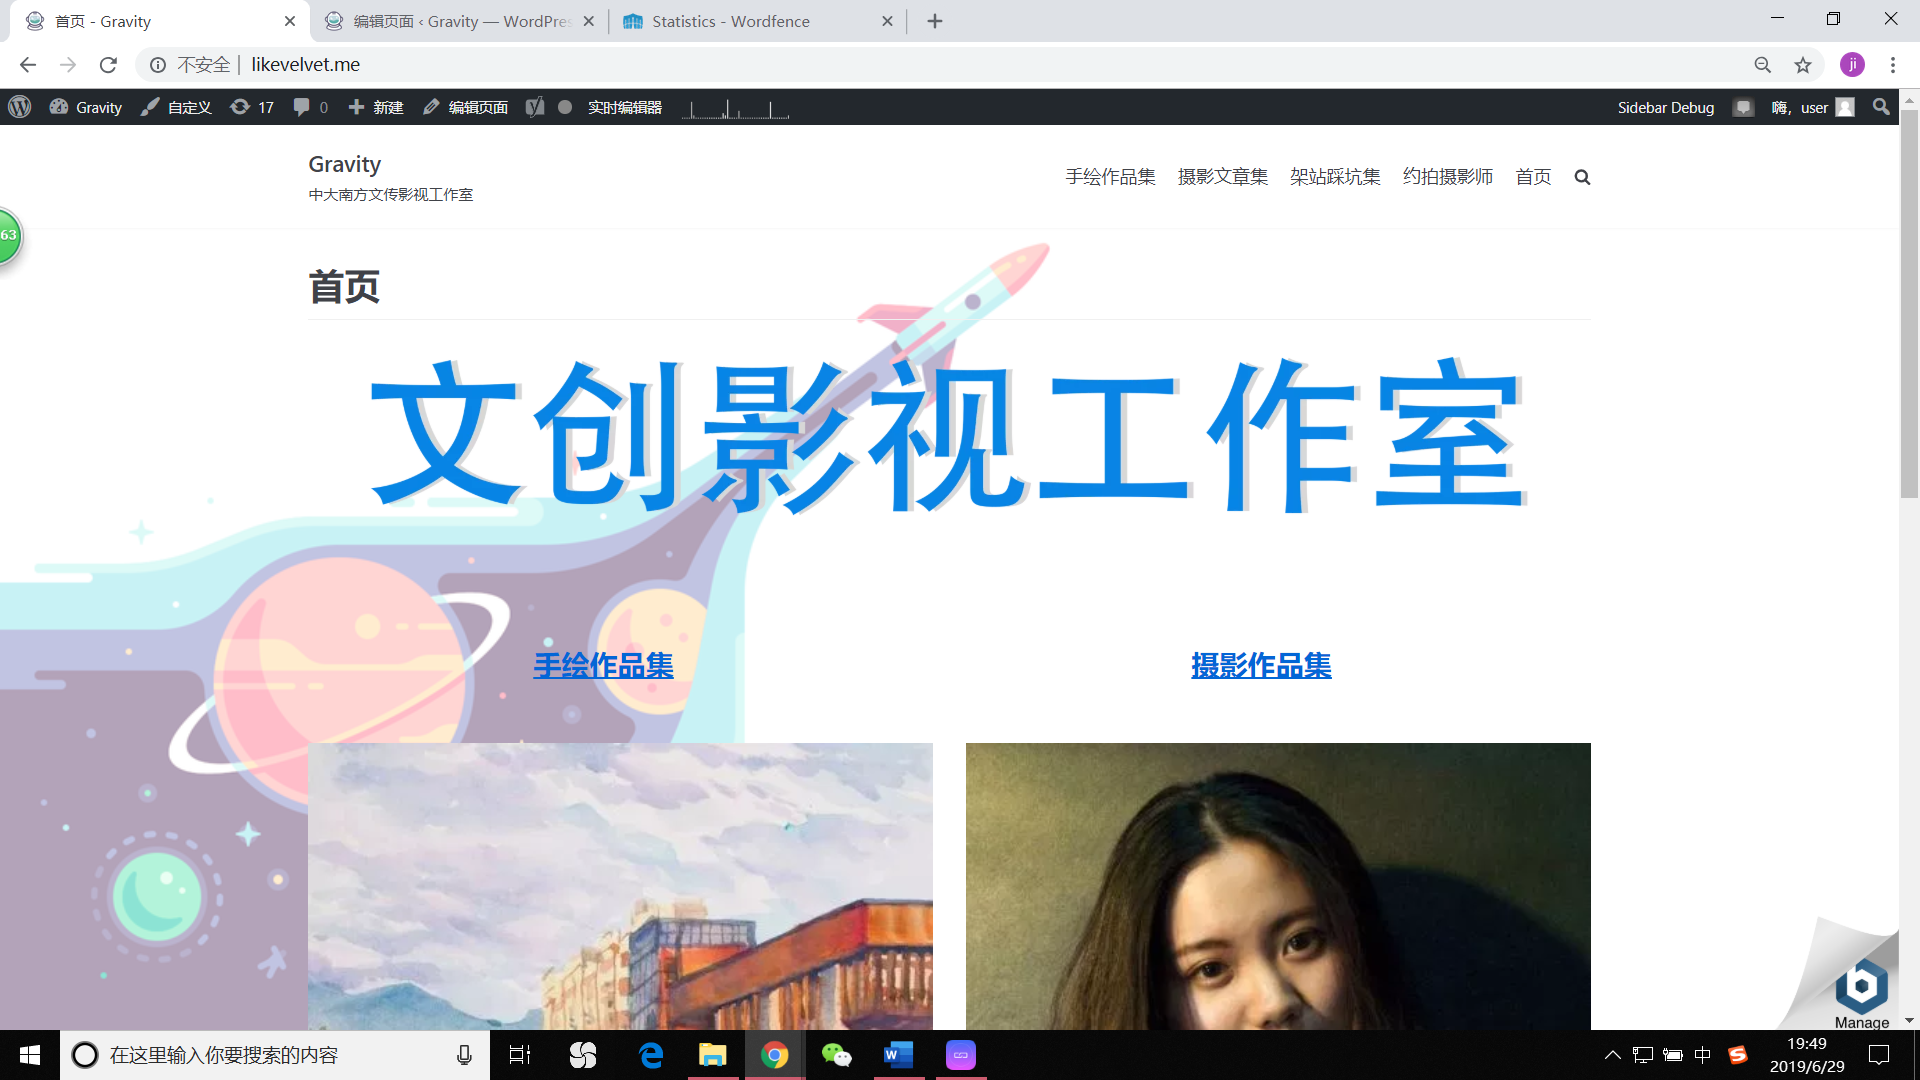 首页 - Gravity
编辑页面 ‹ Gravity — WordPres
Statistics - Wordfence
不安全
likevelvet.me
Gravity
自定义
17
0
新建
编辑页面
实时编辑器
Sidebar Debug
嗨，user
Gravity
中大南方文传影视工作室
手绘作品集
摄影文章集
架站踩坑集
约拍摄影师
首页
63
首页
文创影视工作室
手绘作品集
摄影作品集
Manage
在这里输入你要搜索的内容
中
19:49
2019/6/29